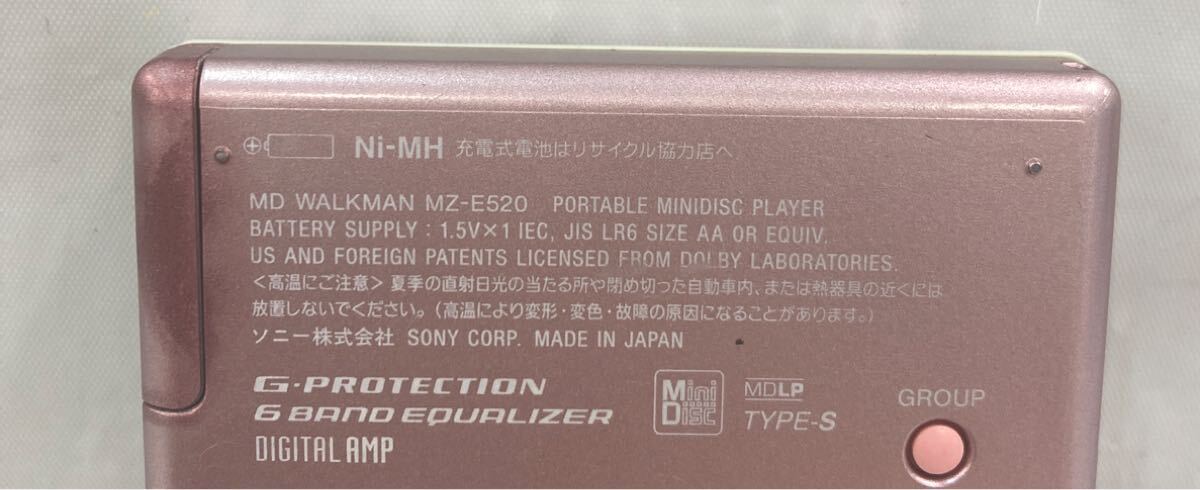 Ni-MH 充電式電池はリサイクル協力店へ
MD WALKMAN MZ-E520 PORTABLE MINIDISC PLAYER
BATTERY SUPPLY : 1.5V×1 IEC, JIS LR6 SIZE AA OR EQUIV.
US AND FOREIGN PATENTS LICENSED FROM DOLBY LABORATORIES.
<高温にご注意> 夏季の直射日光の当たる所や閉め切った自動車内、または熱器具の近くには
放置しないでください。(高温により変形・変色・故障の原因になることがあります。)
ソニー株式会社 SONY CORP. MADE IN JAPAN
G-PROTECTION
6 BAND EQUALIZER
DIGITAL AMP
Mini
Disc
MDLP
TYPE-S
GROUP